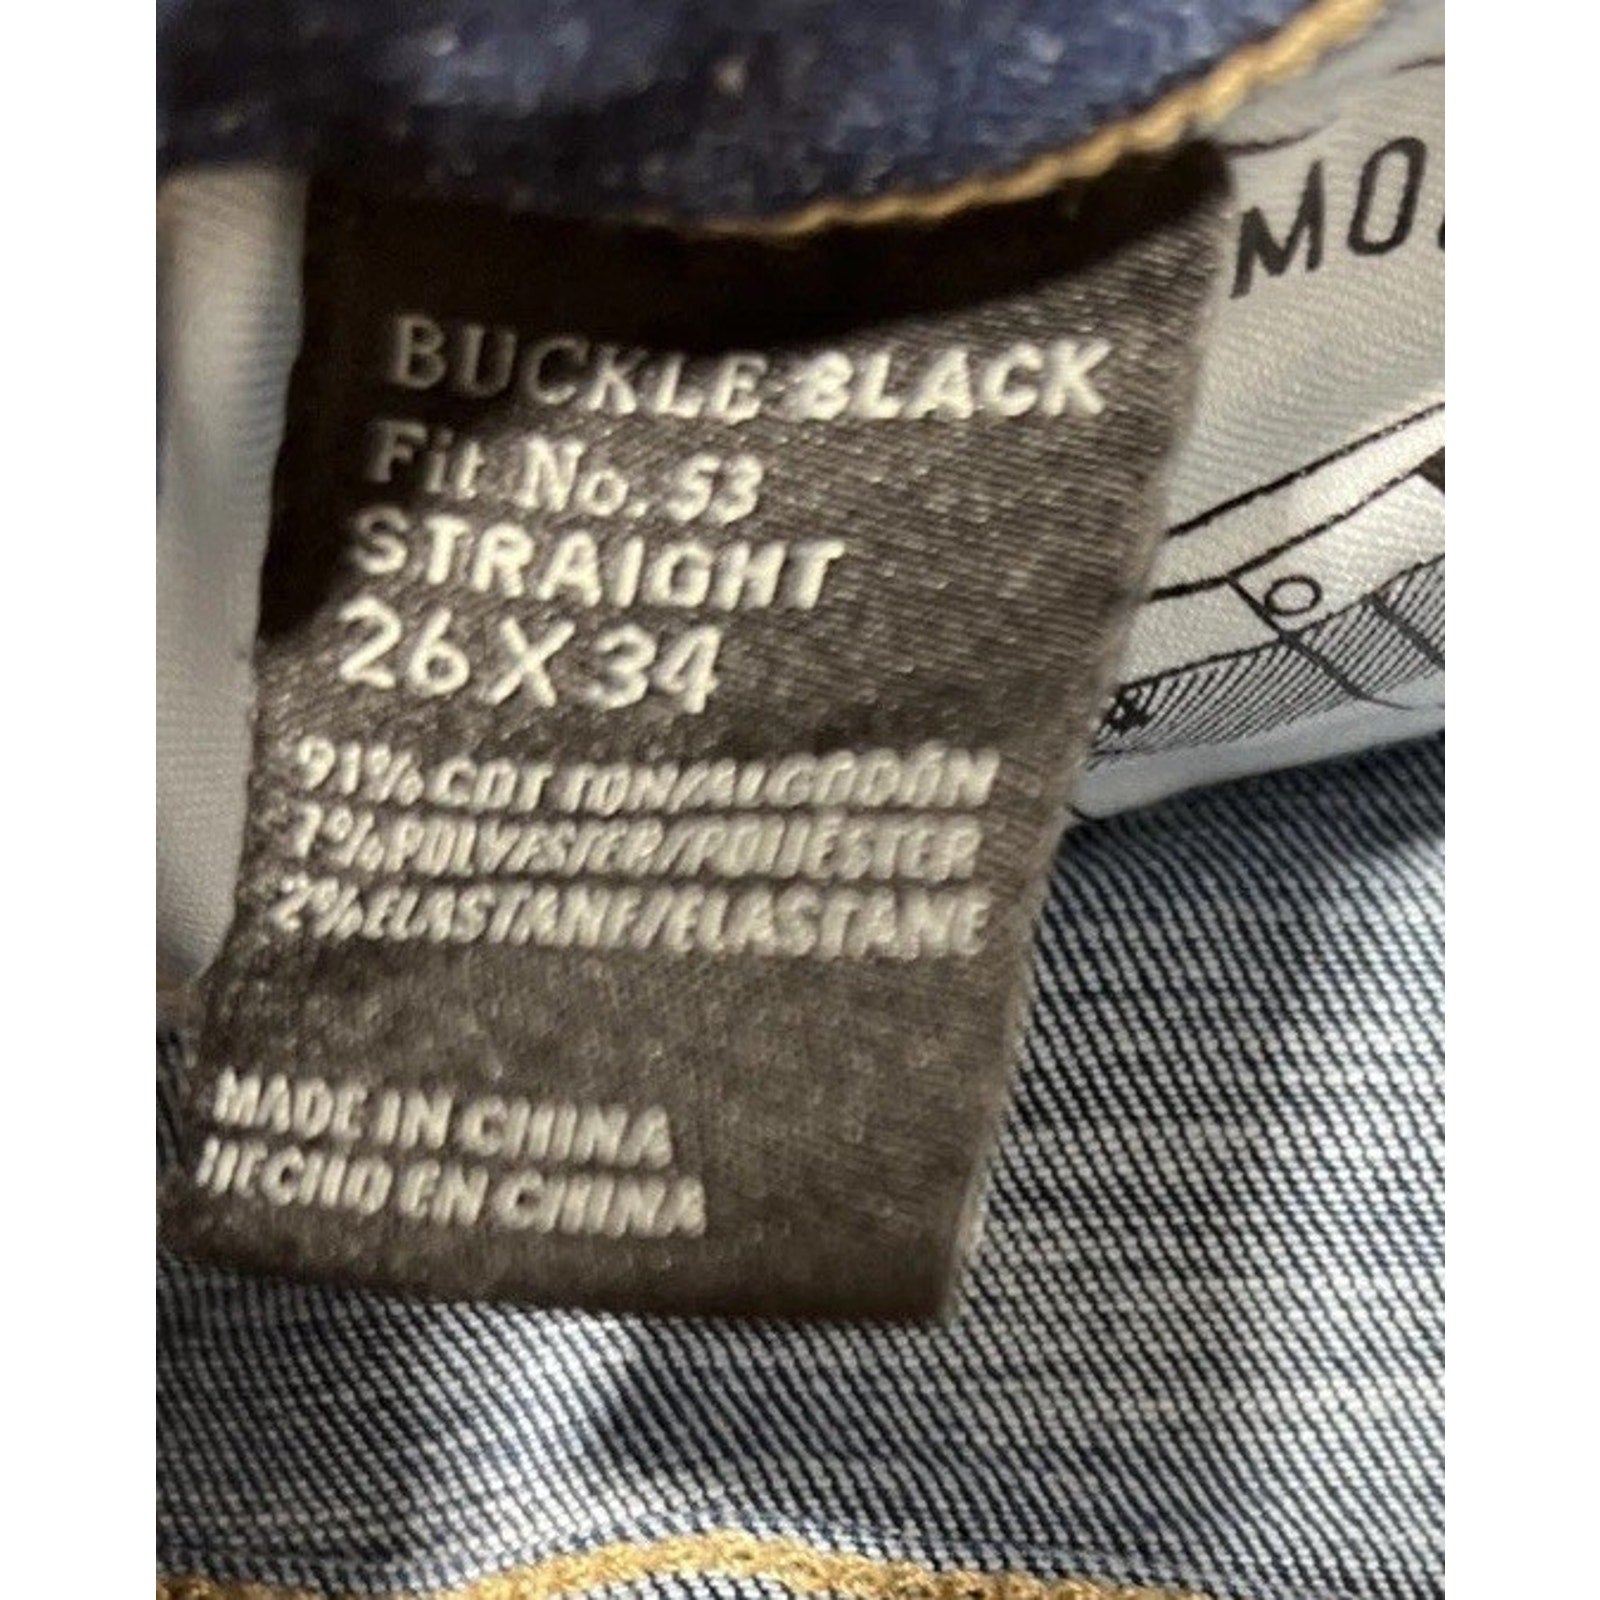 BUCKLE BLACK
Fit No. 53
STRAIGHT
26 X 34
91% COTTON/ALGODÓN
7% POLYESTER/POLIÉSTER
2% ELASTANE/ELASTANE
MADE IN CHINA
HECHO EN CHINA